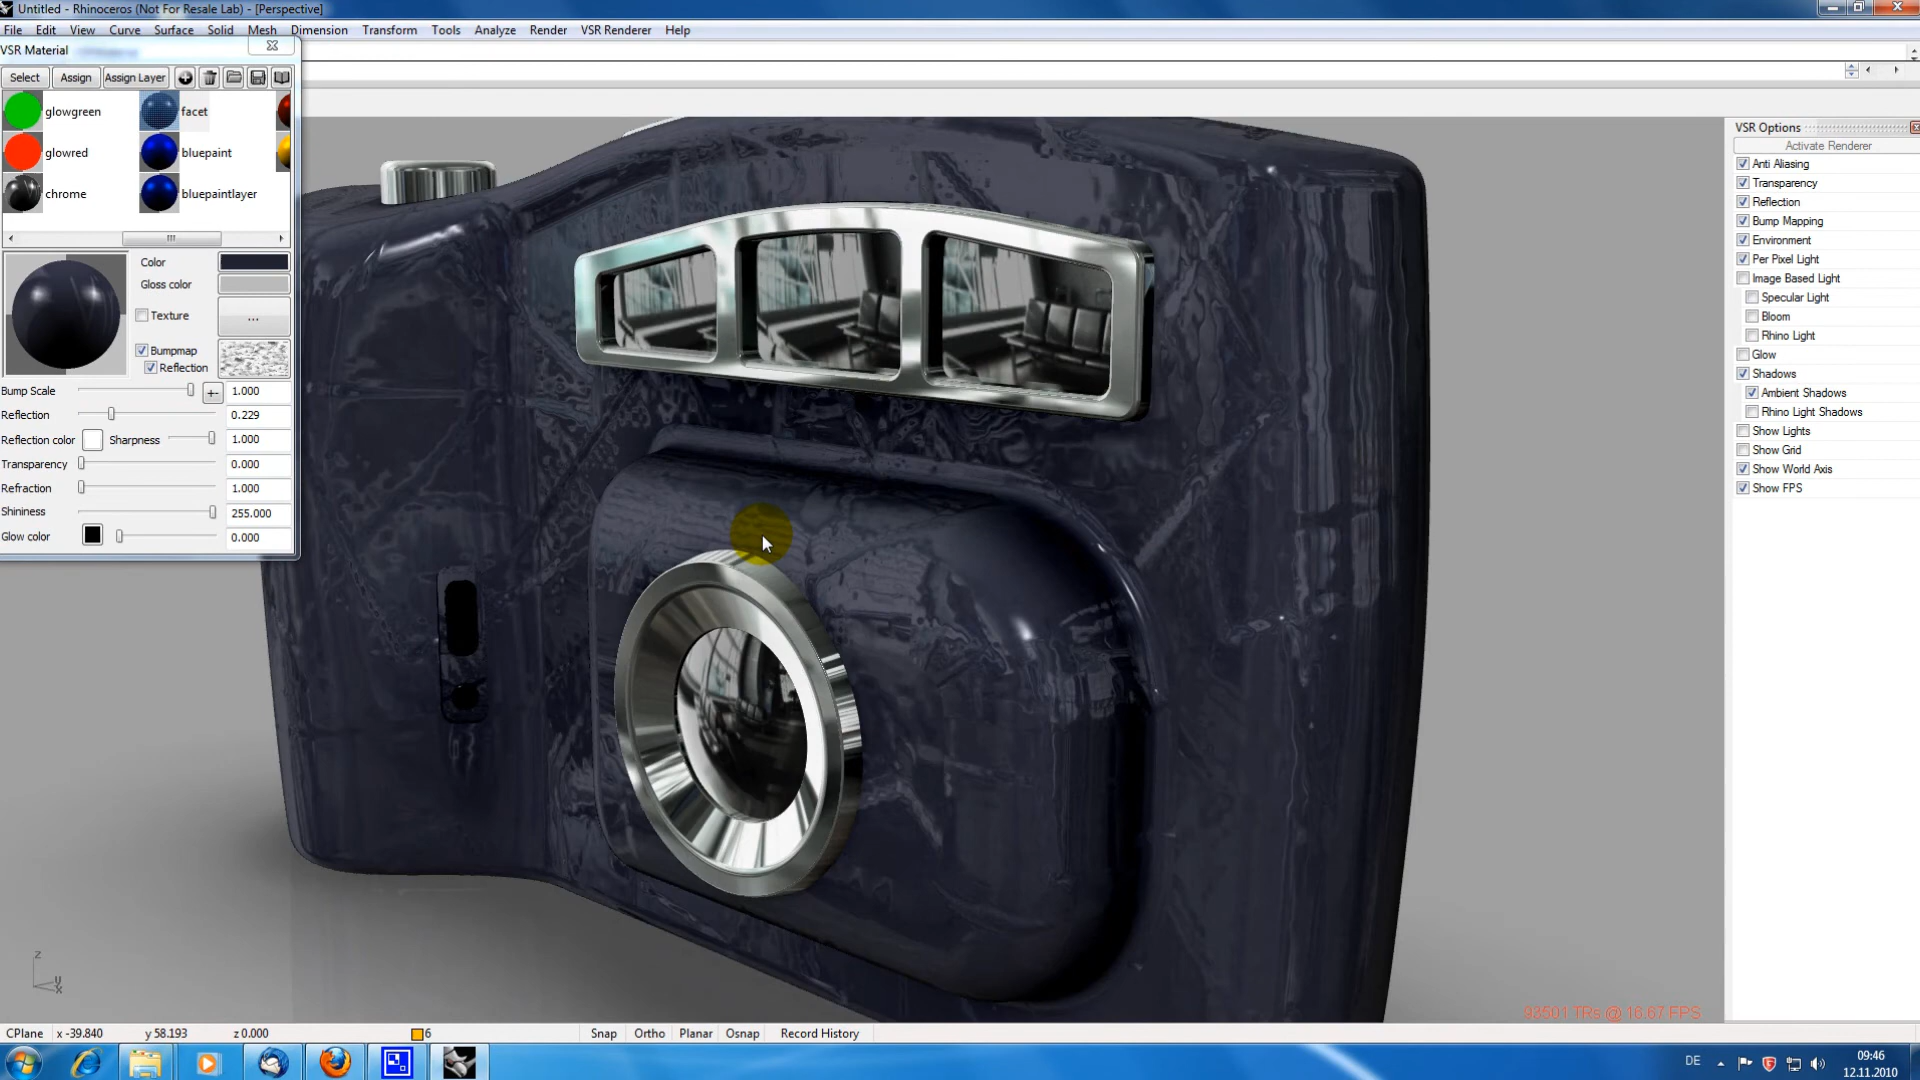 Untitled - Rhinoceros (Not For Resale Lab) - [Perspective]
File Edit View Curve Surface Solid Mesh Dimension Transform Tools Analyze Render VSR Renderer Help
VSR Material
Select Assign Assign Layer
glowgreen facet
glowred bluepaint
chrome bluepaintlayer
Color
Gloss color
Texture ...
Bumpmap
Reflection
Bump Scale +- 1.000
Reflection 0.229
Reflection color Sharpness 1.000
Transparency 0.000
Refraction 1.000
Shininess 255.000
Glow color 0.000
VSR Options
Activate Renderer
Anti Aliasing
Transparency
Reflection
Bump Mapping
Environment
Per Pixel Light
Image Based Light
Specular Light
Bloom
Rhino Light
Glow
Shadows
Ambient Shadows
Rhino Light Shadows
Show Lights
Show Grid
Show World Axis
Show FPS
z
y
x
93501 TRs @ 16.67 FPS
CPlane x -39.840 y 58.193 z 0.000 6 Snap Ortho Planar Osnap Record History
DE 09:46
12.11.2010